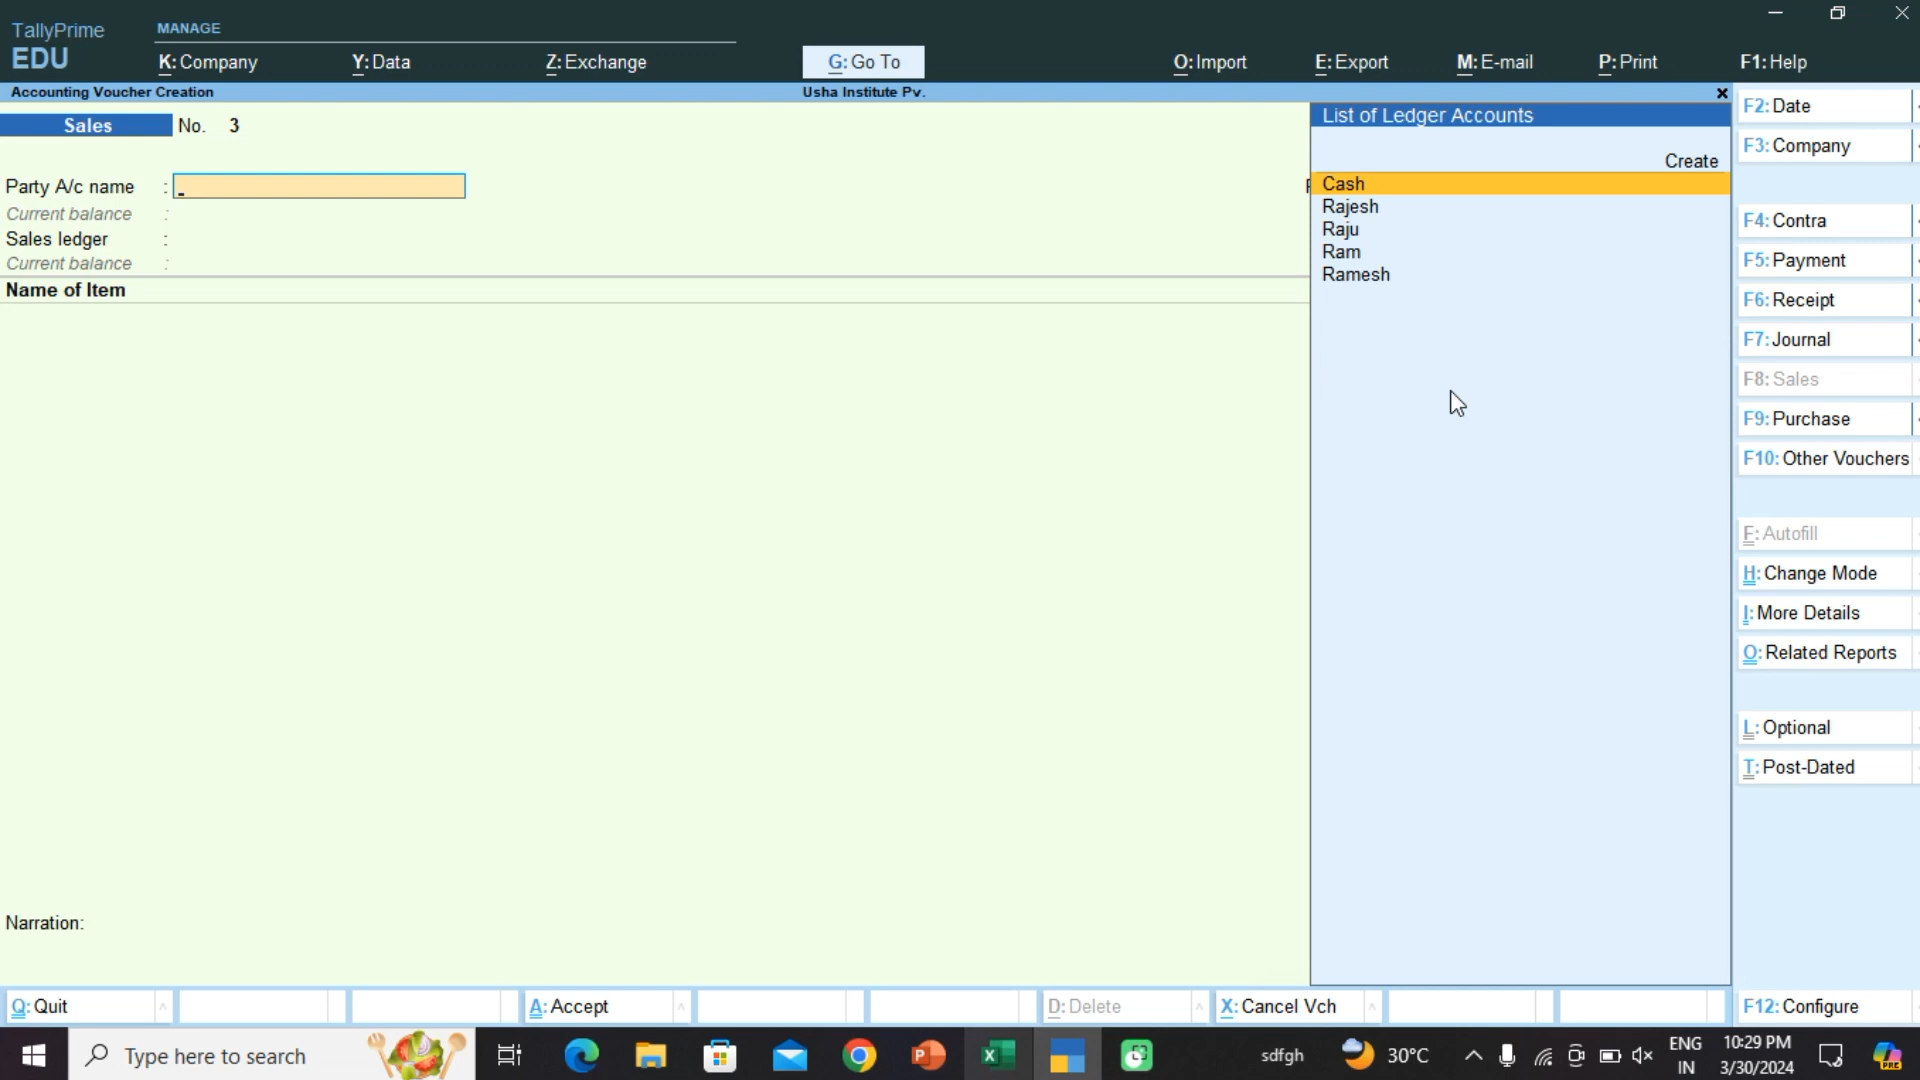 TallyPrime
EDU
MANAGE
K: Company
Y: Data
Z: Exchange
G: Go To
O: Import
E: Export
M: E-mail
P: Print
F1: Help
Accounting Voucher Creation
Usha Institute Pv.
Sales No. 3
Party A/c name :
Current balance :
Sales ledger :
Current balance :
Name of Item
Narration:
List of Ledger Accounts
Create
Cash
Rajesh
Raju
Ram
Ramesh
F2: Date
F3: Company
F4: Contra
F5: Payment
F6: Receipt
F7: Journal
F8: Sales
F9: Purchase
F10: Other Vouchers
F: Autofill
H: Change Mode
I: More Details
O: Related Reports
L: Optional
T: Post-Dated
F12: Configure
Q: Quit
A: Accept
D: Delete
X: Cancel Vch
Type here to search
sdfgh
30°C
ENG
IN
10:29 PM
3/30/2024